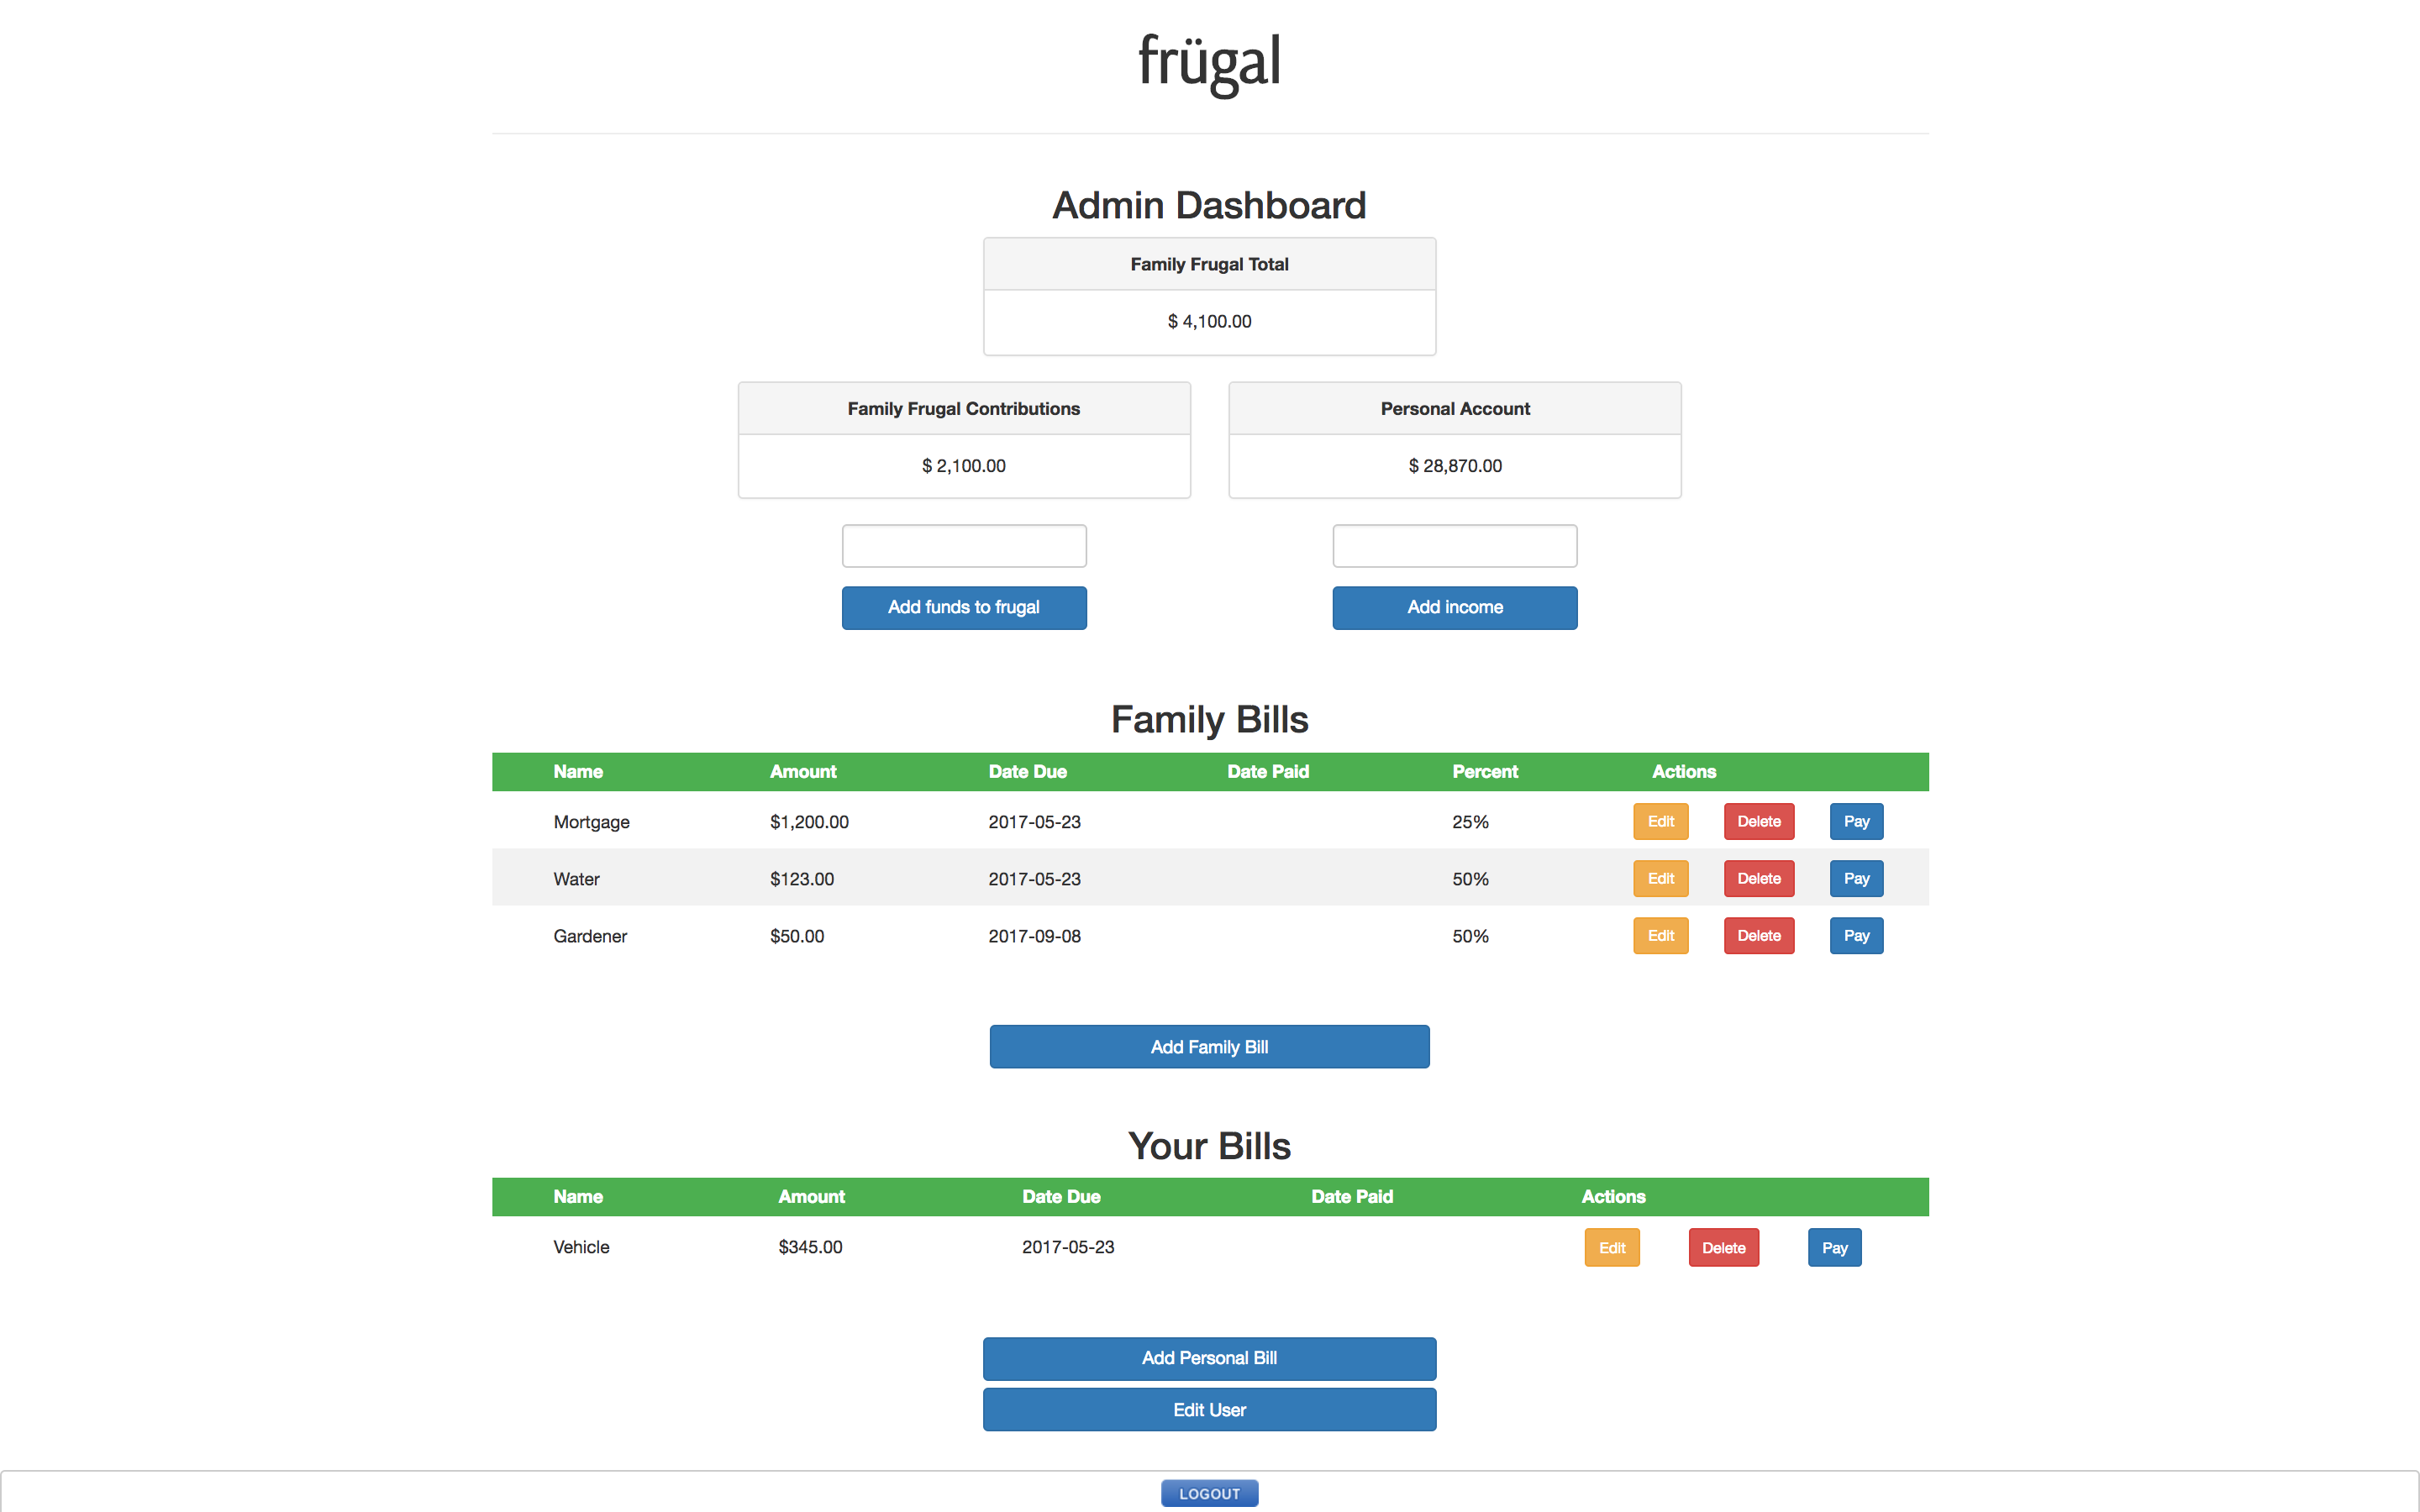 frügal
Admin Dashboard
Family Frugal Total
$ 4,100.00
Family Frugal Contributions Personal Account
$ 2,100.00 $ 28,870.00
Add funds to frugal Add income
Family Bills
Name Amount Date Due Date Paid Percent Actions
Mortgage $1,200.00 2017-05-23 25% Edit Delete Pay
Water $123.00 2017-05-23 50% Edit Delete Pay
Gardener $50.00 2017-09-08 50% Edit Delete Pay
Add Family Bill
Your Bills
Name Amount Date Due Date Paid Actions
Vehicle $345.00 2017-05-23 Edit Delete Pay
Add Personal Bill
Edit User
LOGOUT